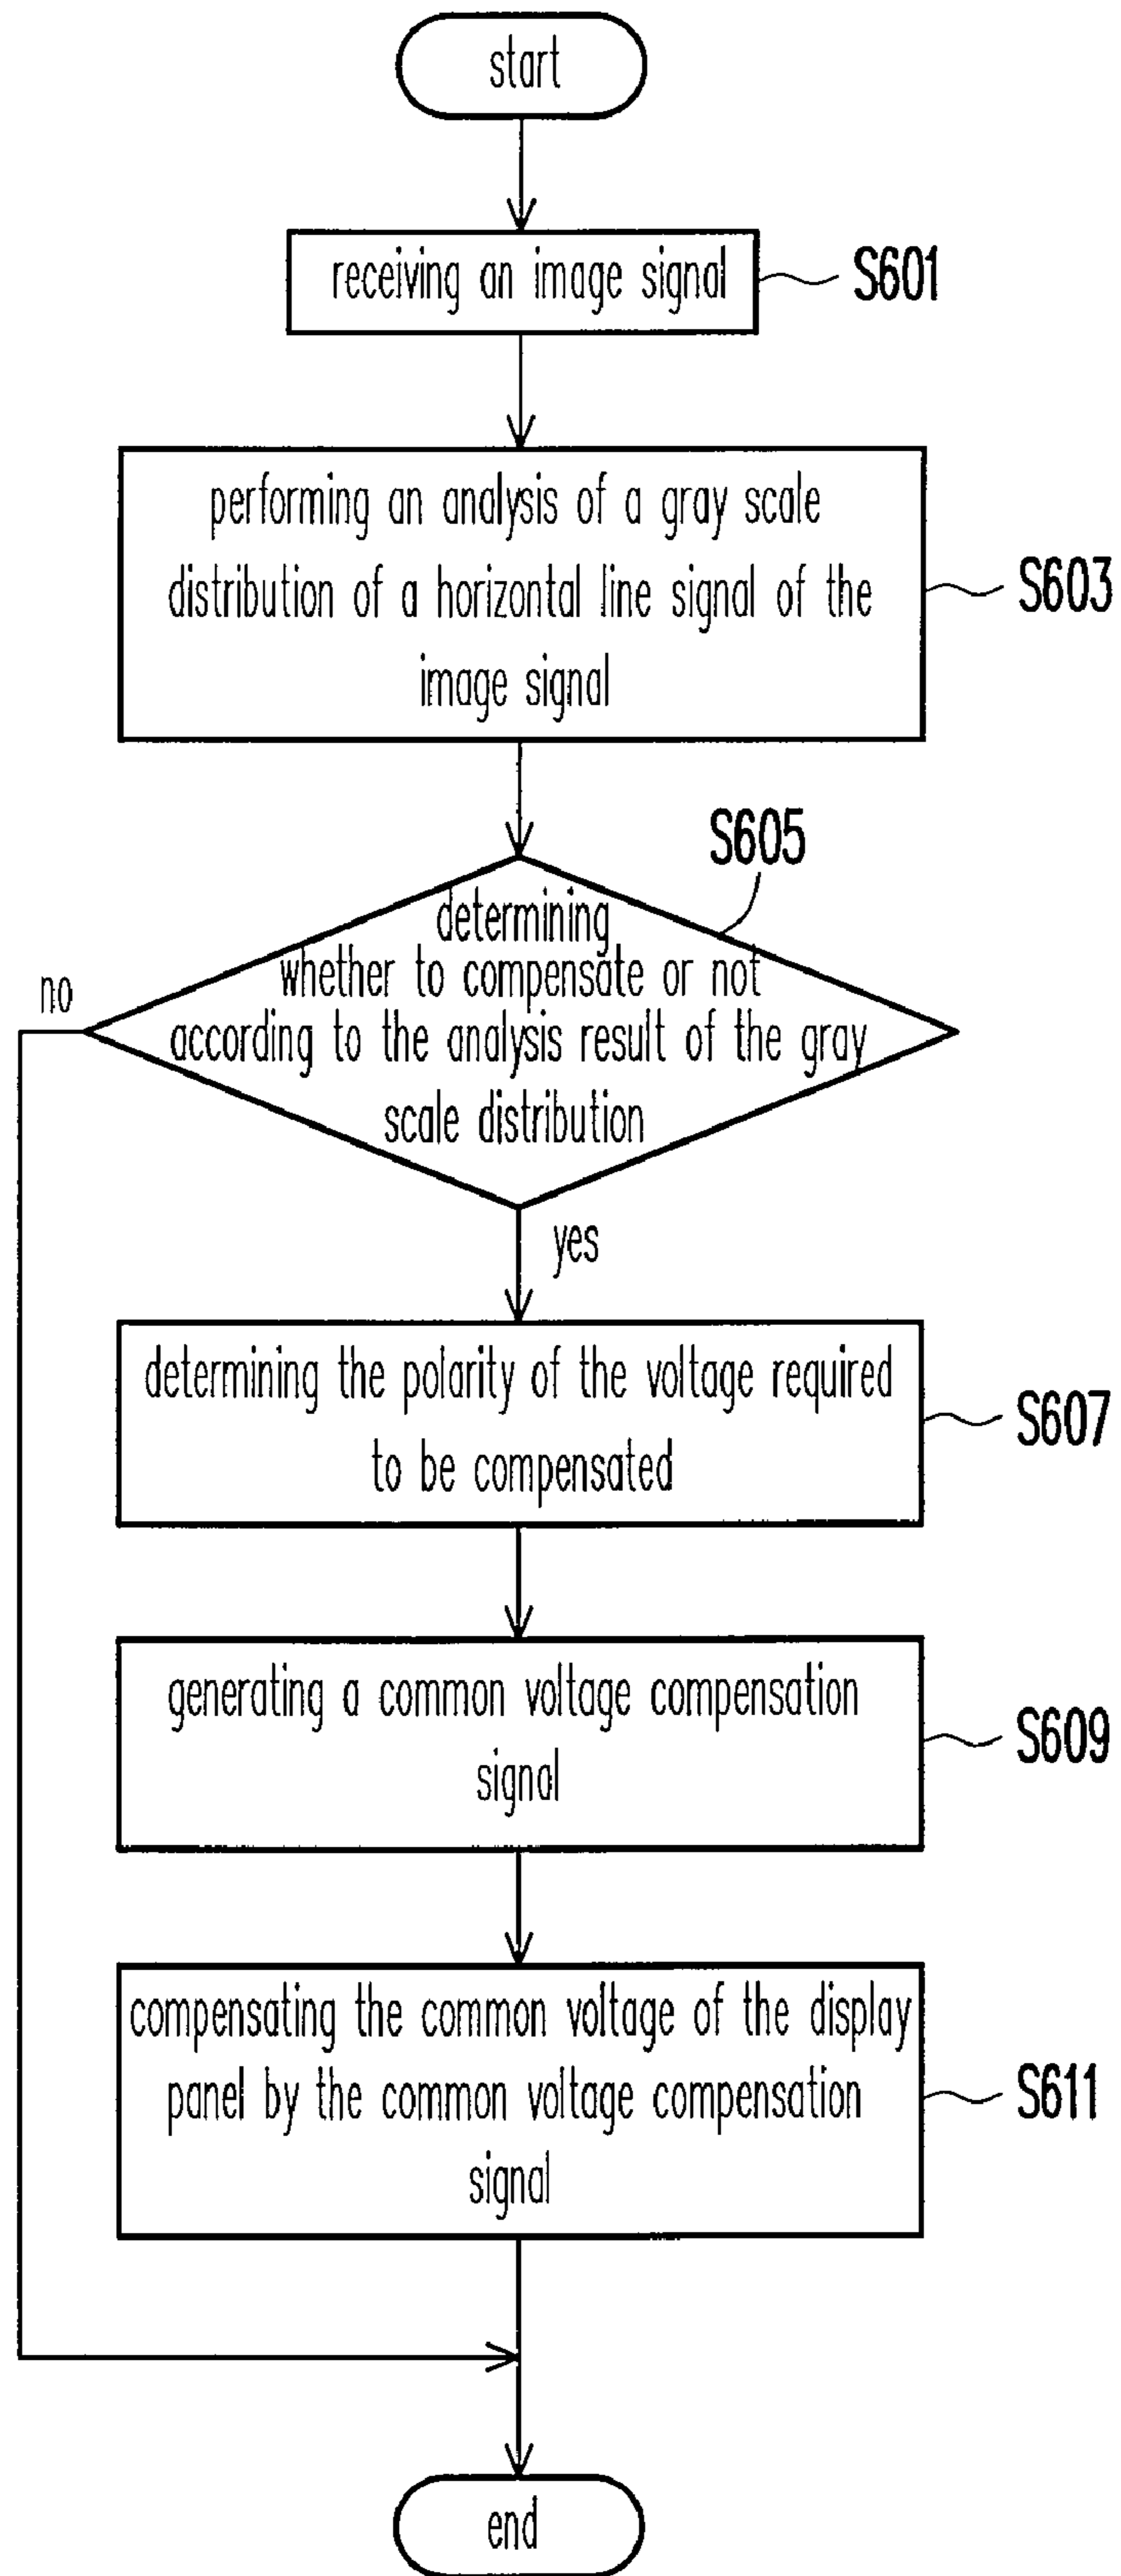 start
receiving an image signal
S601
performing an analysis of a gray scale
distribution of a horizontal line signal of the
image signal
S603
S605
determining
whether to compensate or not
according to the analysis result of the gray
scale distribution
no
yes
determining the polarity of the voltage required
to be compensated
S607
generating a common voltage compensation
signal
S609
compensating the common voltage of the display
panel by the common voltage compensation
signal
S611
end